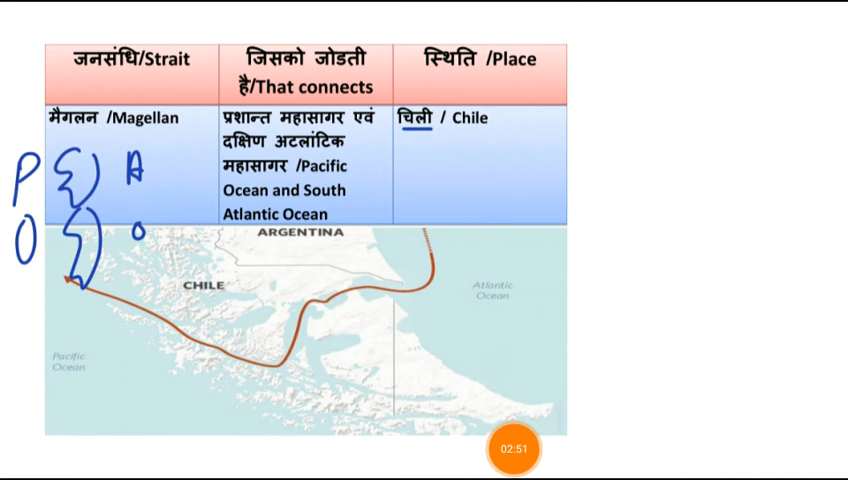 जनसंधि/Strait
जिसको जोडती
है/That connects
स्थिति /Place
मैगलन /Magellan
प्रशान्त महासागर एवं
दक्षिण अटलांटिक
महासागर /Pacific
Ocean and South
Atlantic Ocean
चिली / Chile
P A
O O
ARGENTINA
CHILE
Atlantic
Ocean
Pacific
Ocean
02:51